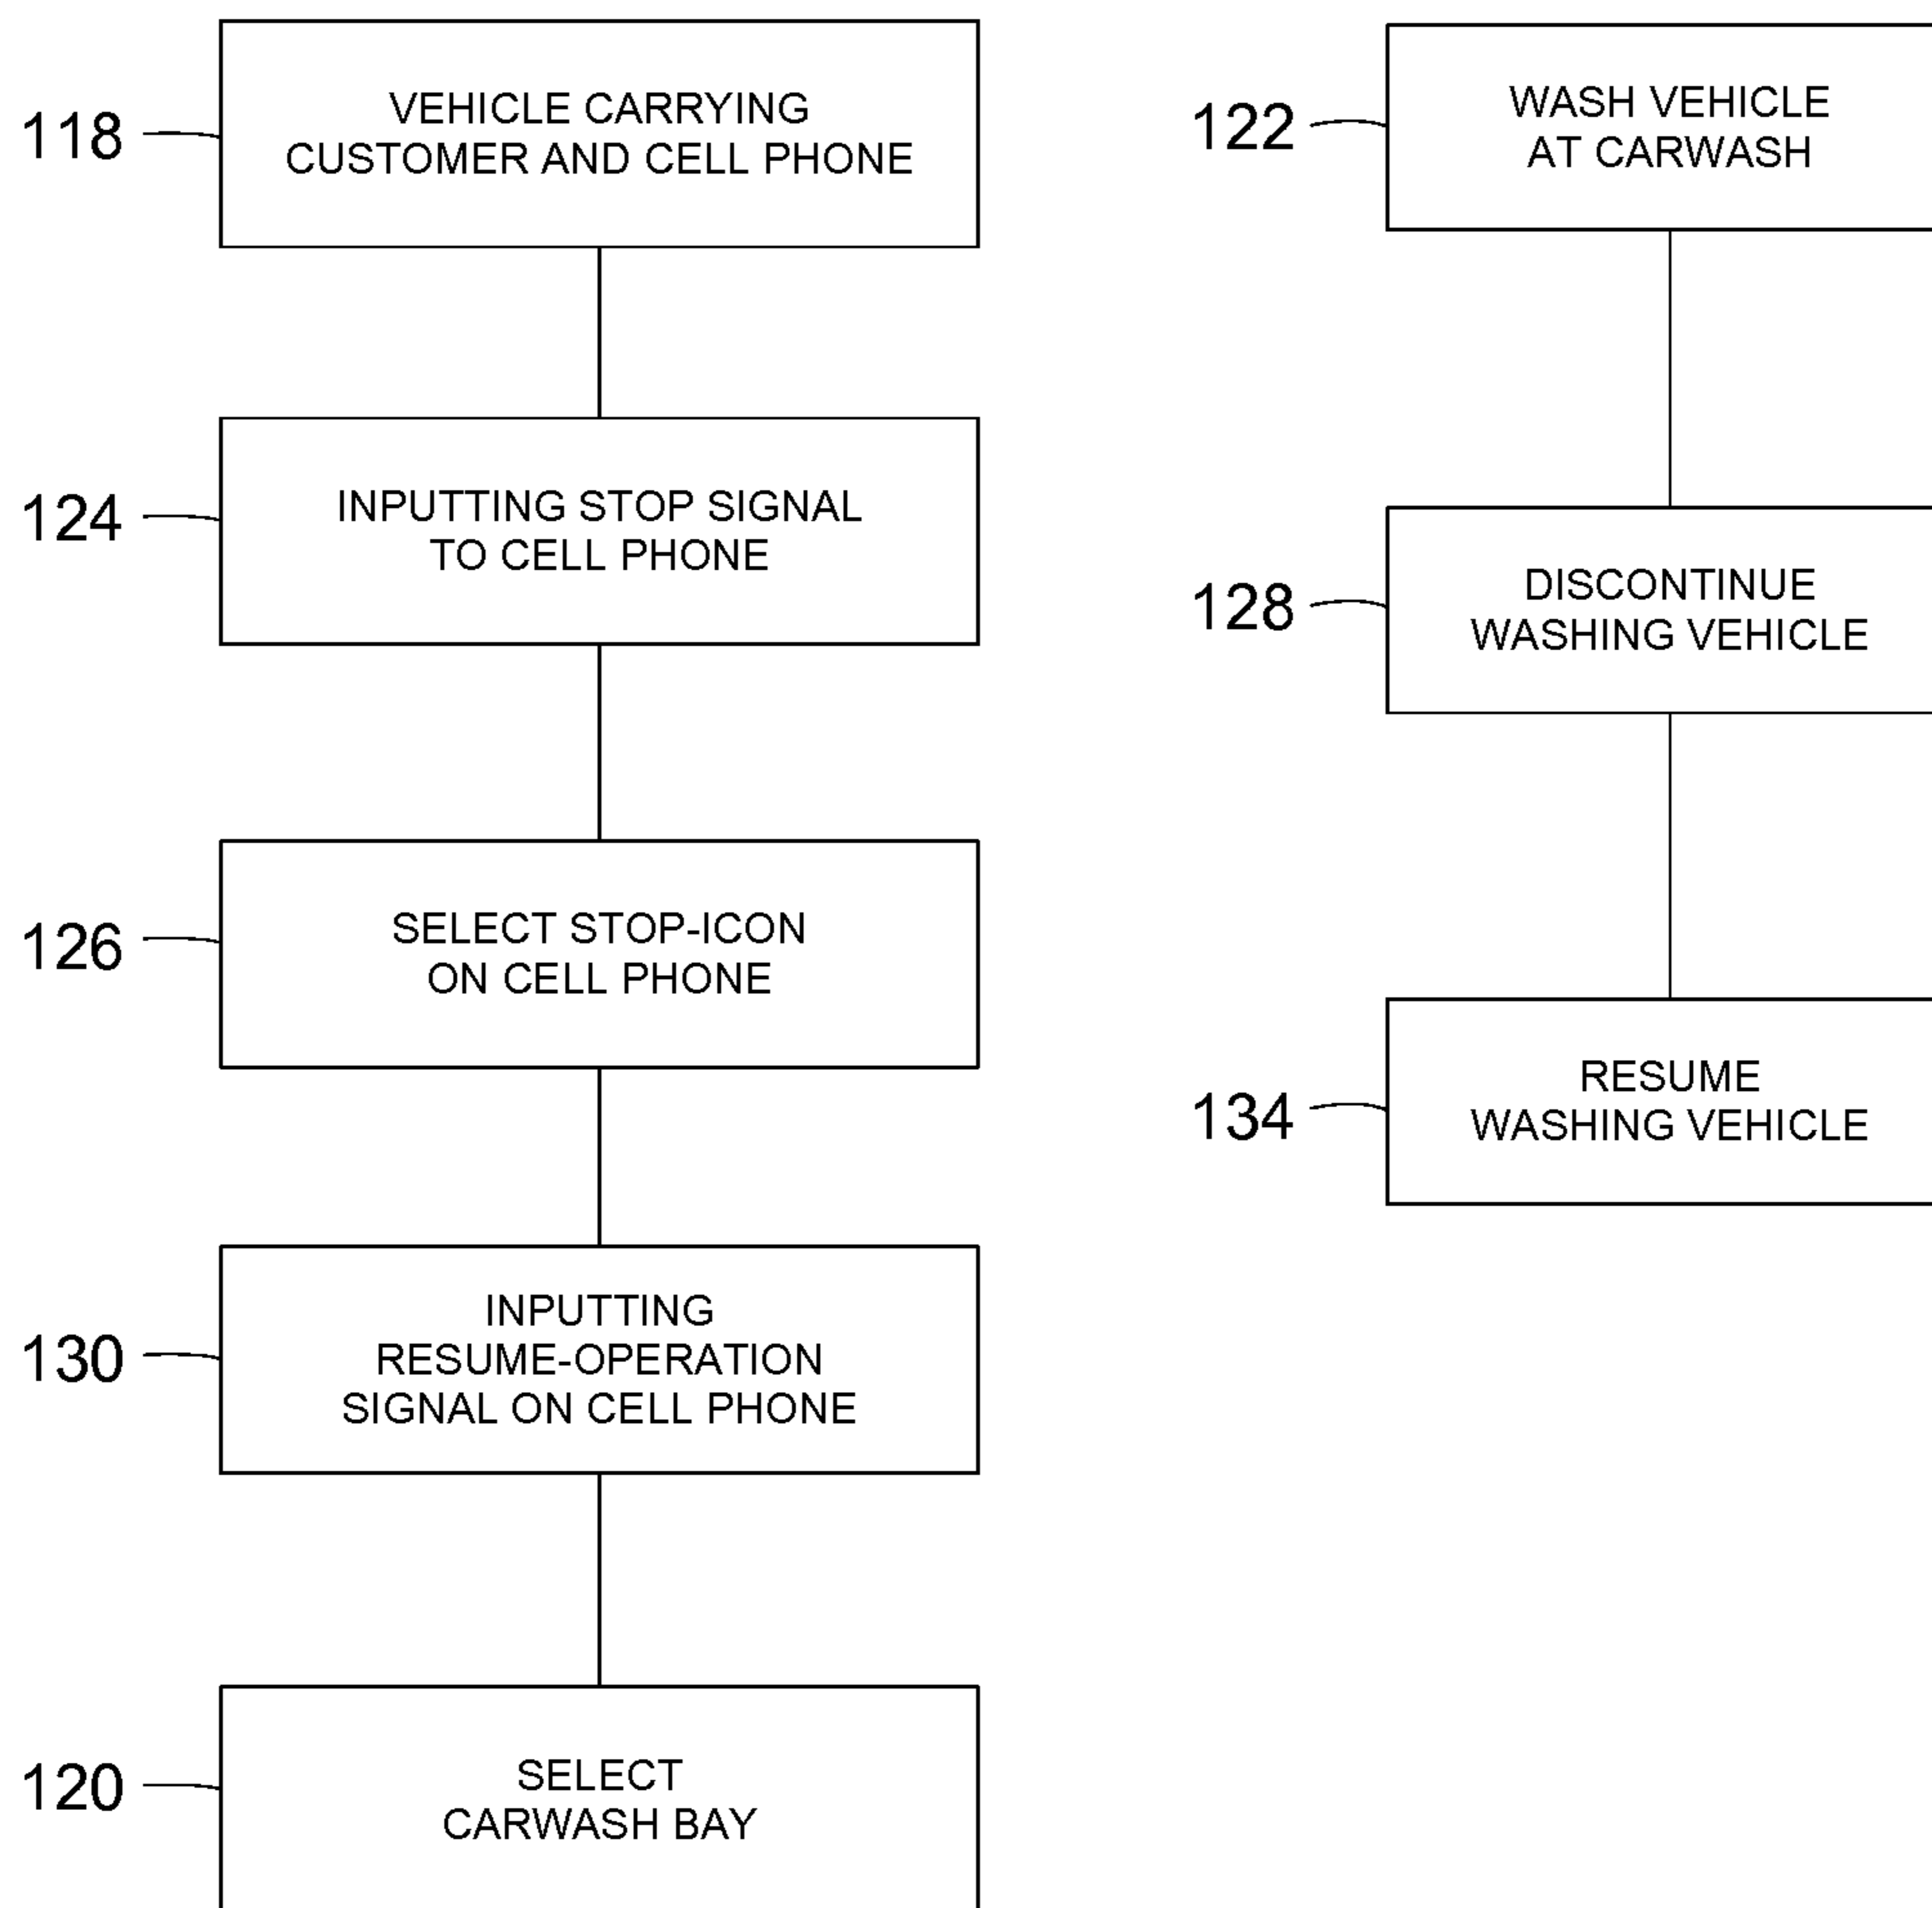 118
VEHICLE CARRYING
CUSTOMER AND CELL PHONE
124
INPUTTING STOP SIGNAL
TO CELL PHONE
126
SELECT STOP-ICON
ON CELL PHONE
130
INPUTTING
RESUME-OPERATION
SIGNAL ON CELL PHONE
120
SELECT
CARWASH BAY
122
WASH VEHICLE
AT CARWASH
128
DISCONTINUE
WASHING VEHICLE
134
RESUME
WASHING VEHICLE